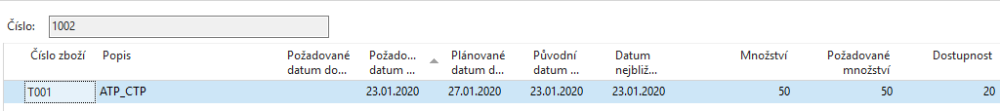 Číslo: 1002
Číslo zboží Popis Požadované datum do... Požado... datum ... Plánované datum d... Původní datum ... Datum nejbliž... Množství Požadované množství Dostupnost
T001 ATP_CTP 23.01.2020 27.01.2020 23.01.2020 23.01.2020 50 50 20